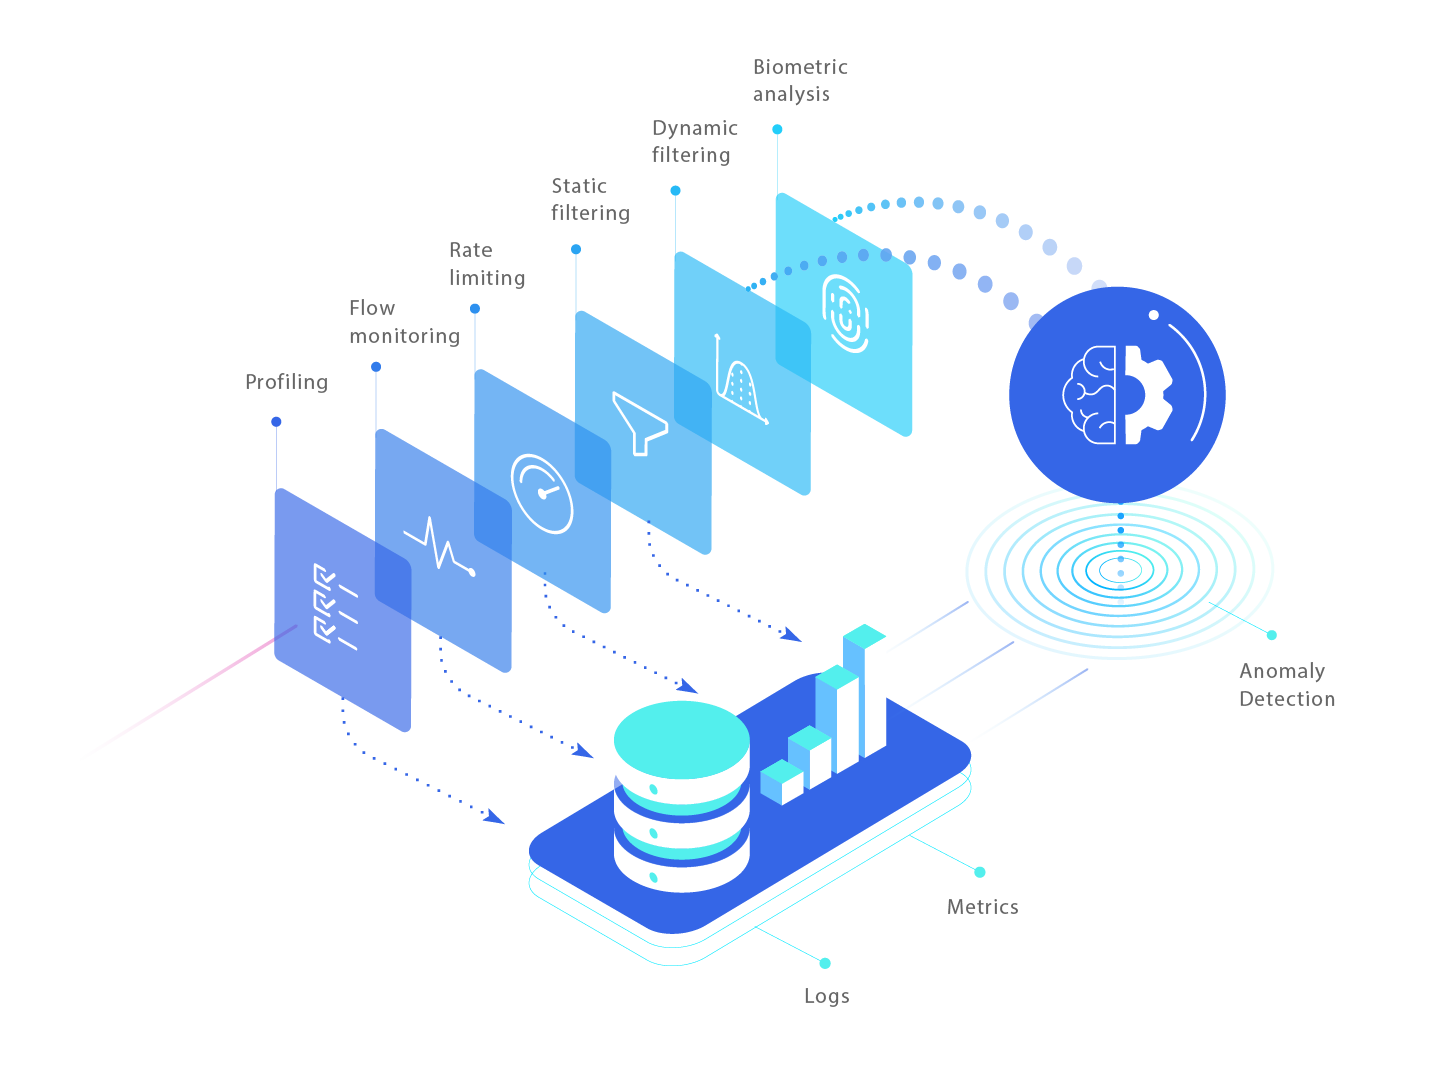 Biometric
analysis
Dynamic
filtering
Static
filtering
Rate
limiting
Flow
monitoring
Profiling
Anomaly
Detection
Metrics
Logs